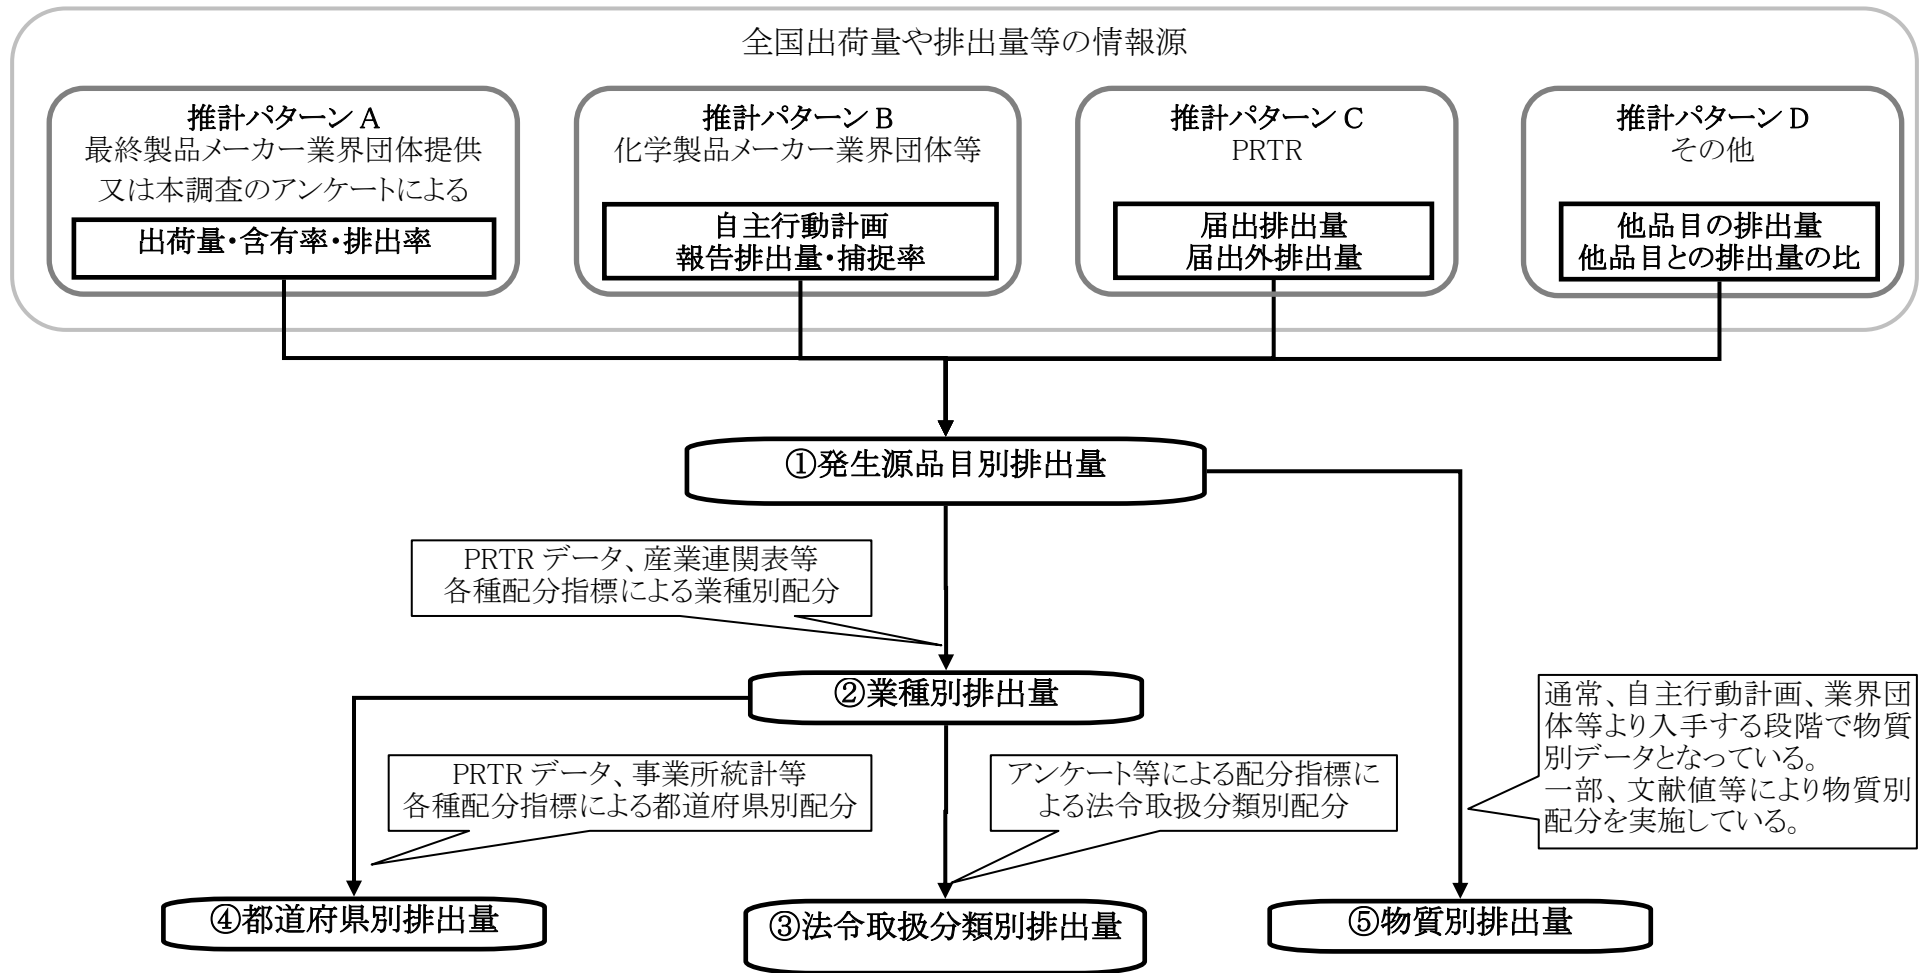 全国出荷量や排出量等の情報源
推計パターン A
最終製品メーカー業界団体提供
又は本調査のアンケートによる
出荷量・含有率・排出率
推計パターン B
化学製品メーカー業界団体等
自主行動計画
報告排出量・捕捉率
推計パターン C
PRTR
届出排出量
届出外排出量
推計パターン D
その他
他品目の排出量
他品目との排出量の比
①発生源品目別排出量
PRTR データ、産業連関表等
各種配分指標による業種別配分
②業種別排出量
PRTR データ、事業所統計等
各種配分指標による都道府県別配分
アンケート等による配分指標に
よる法令取扱分類別配分
通常、自主行動計画、業界団
体等より入手する段階で物質
別データとなっている。
一部、文献値等により物質別
配分を実施している。
④都道府県別排出量
③法令取扱分類別排出量
⑤物質別排出量